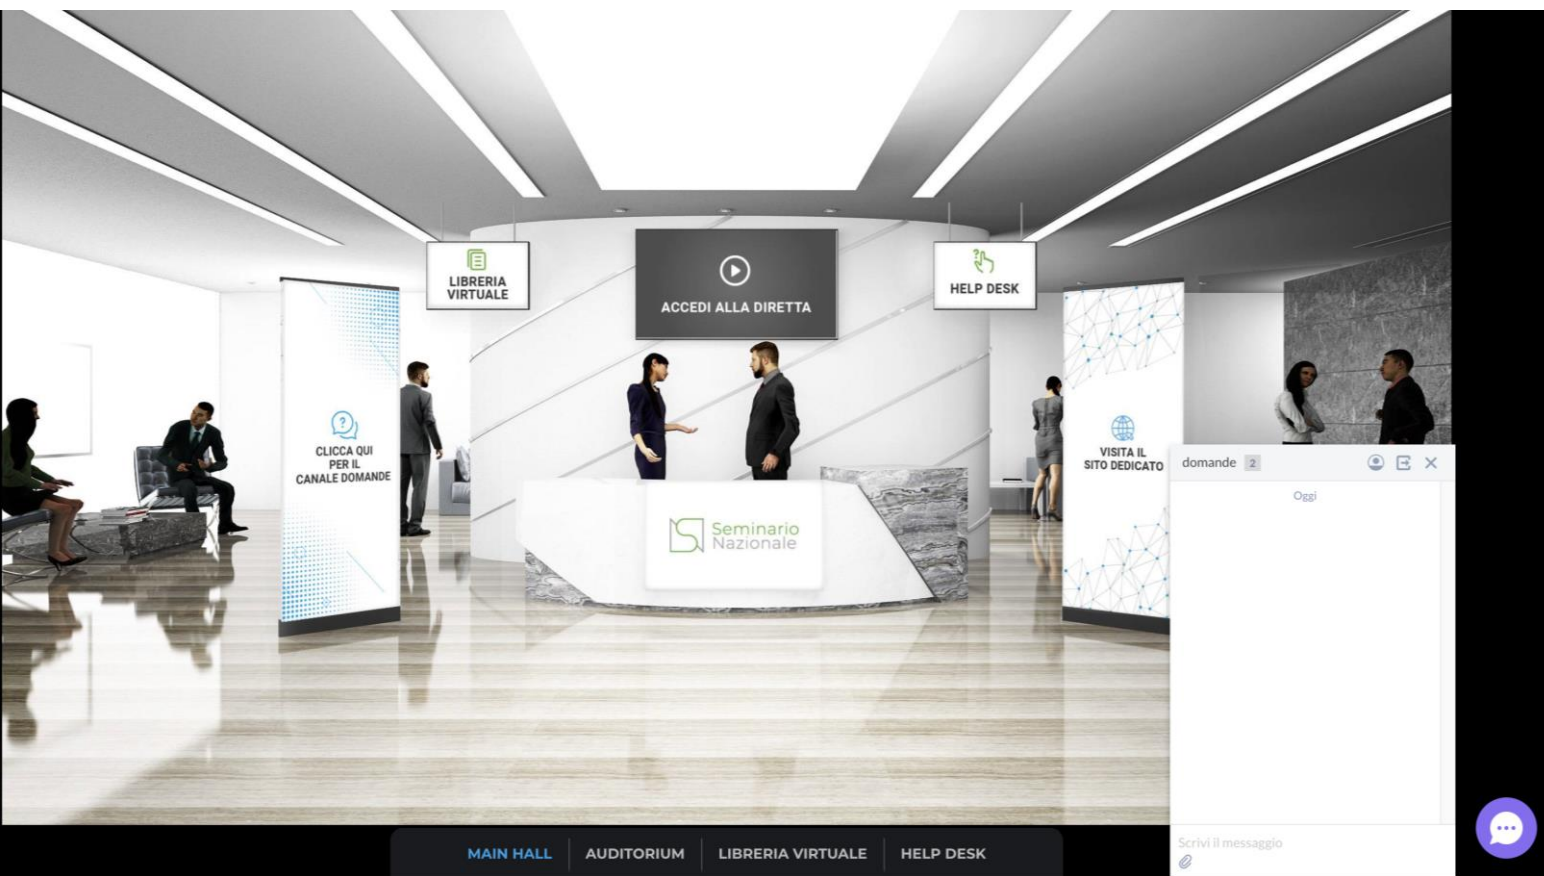 LIBRERIA
VIRTUALE
ACCEDI ALLA DIRETTA
HELP DESK
CLICCA QUI
PER IL
CANALE DOMANDE
VISITA IL
SITO DEDICATO
Seminario
Nazionale
domande 2
Oggi
Scrivi il messaggio
MAIN HALL
AUDITORIUM
LIBRERIA VIRTUALE
HELP DESK